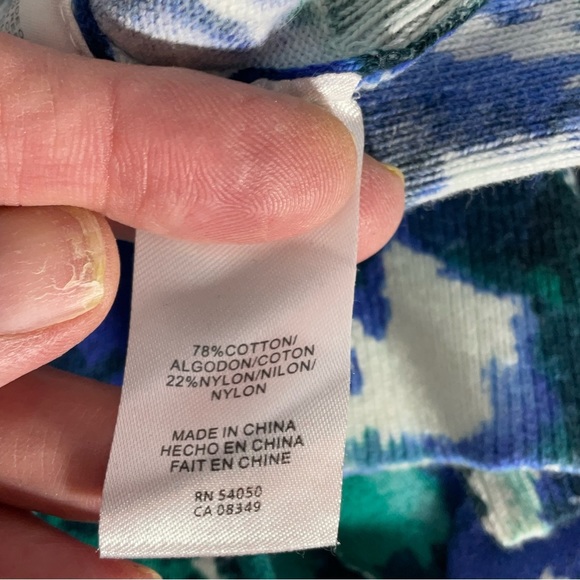 78%COTTON/
ALGODON/COTON
22%NYLON/NILON/
NYLON
MADE IN CHINA
HECHO EN CHINA
FAIT EN CHINE
RN 54050
CA 08349